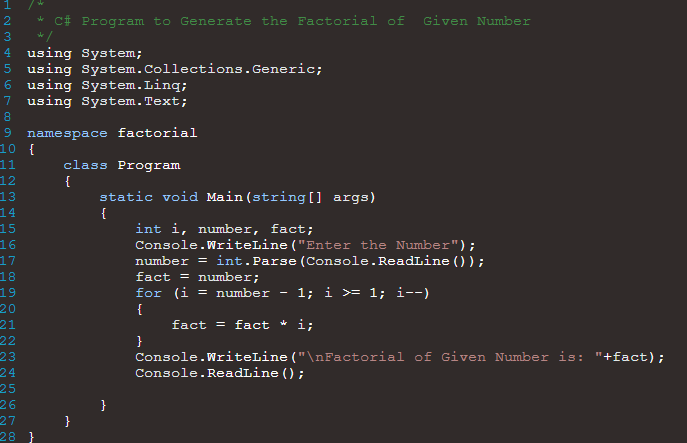 1 /*
2  * C# Program to Generate the Factorial of  Given Number
3  */
4 using System;
5 using System.Collections.Generic;
6 using System.Linq;
7 using System.Text;
8
9 namespace factorial
10 {
11     class Program
12     {
13         static void Main(string[] args)
14         {
15             int i, number, fact;
16             Console.WriteLine("Enter the Number");
17             number = int.Parse(Console.ReadLine());
18             fact = number;
19             for (i = number - 1; i >= 1; i--)
20             {
21                 fact = fact * i;
22             }
23             Console.WriteLine("\nFactorial of Given Number is: "+fact);
24             Console.ReadLine();
25
26         }
27     }
28 }